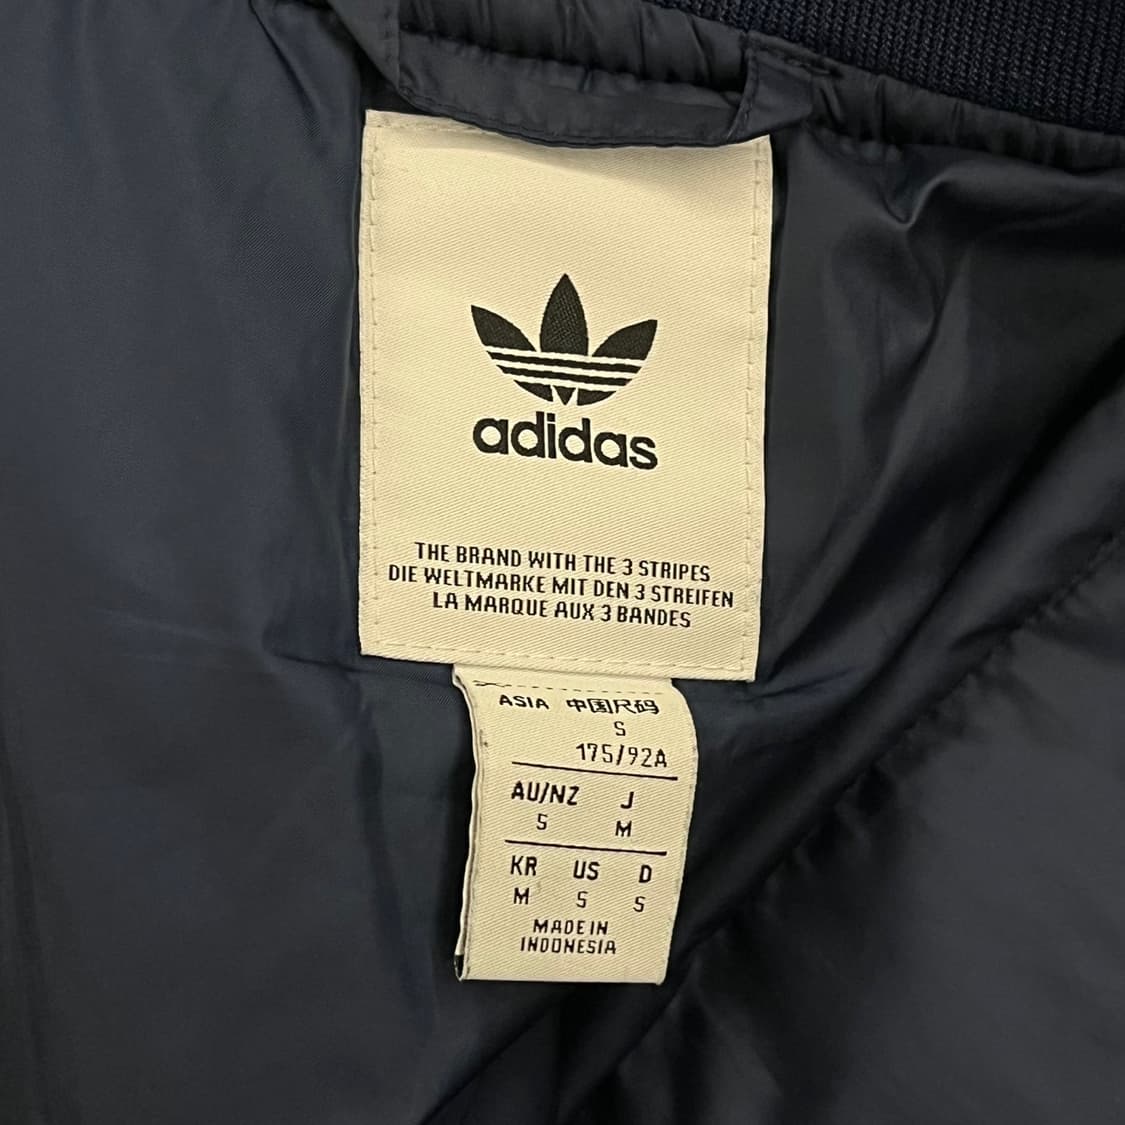 adidas
THE BRAND WITH THE 3 STRIPES
DIE WELTMARKE MIT DEN 3 STREIFEN
LA MARQUE AUX 3 BANDES
ASIA 中国尺码
S
175/92A
AU/NZ J
S M
KR US D
M S S
MADE IN
INDONESIA